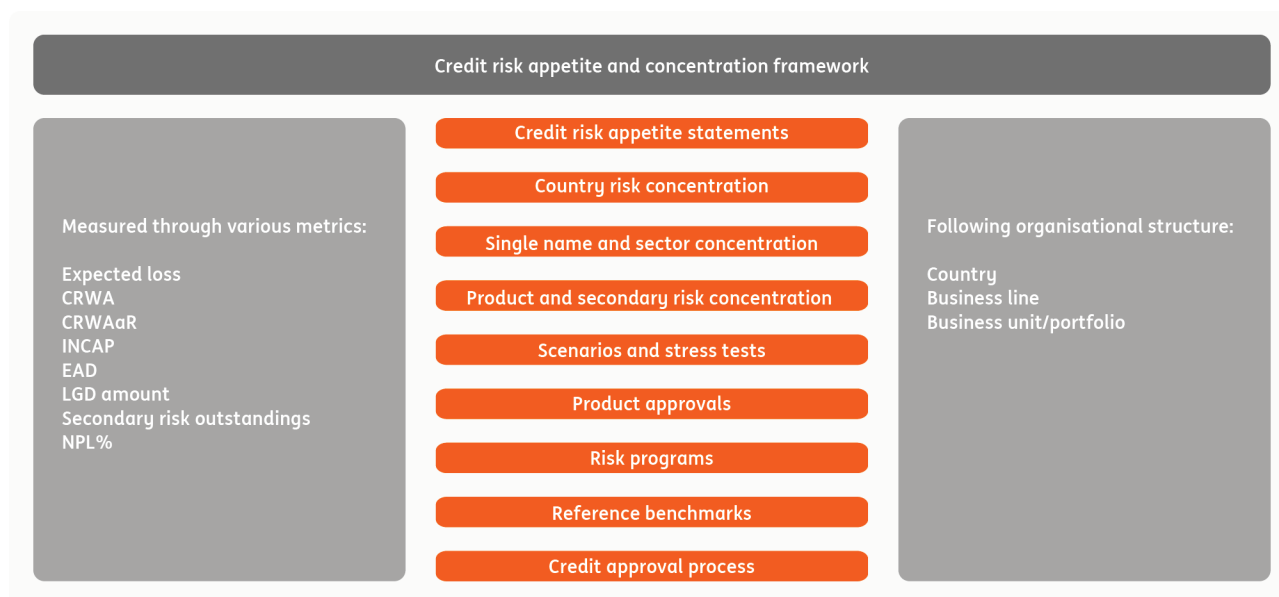 Credit risk appetite and concentration framework
Measured through various metrics:
Expected loss
CRWA
CRWAaR
INCAP
EAD
LGD amount
Secondary risk outstandings
NPL%
Credit risk appetite statements
Country risk concentration
Single name and sector concentration
Product and secondary risk concentration
Scenarios and stress tests
Product approvals
Risk programs
Reference benchmarks
Credit approval process
Following organisational structure:
Country
Business line
Business unit/portfolio